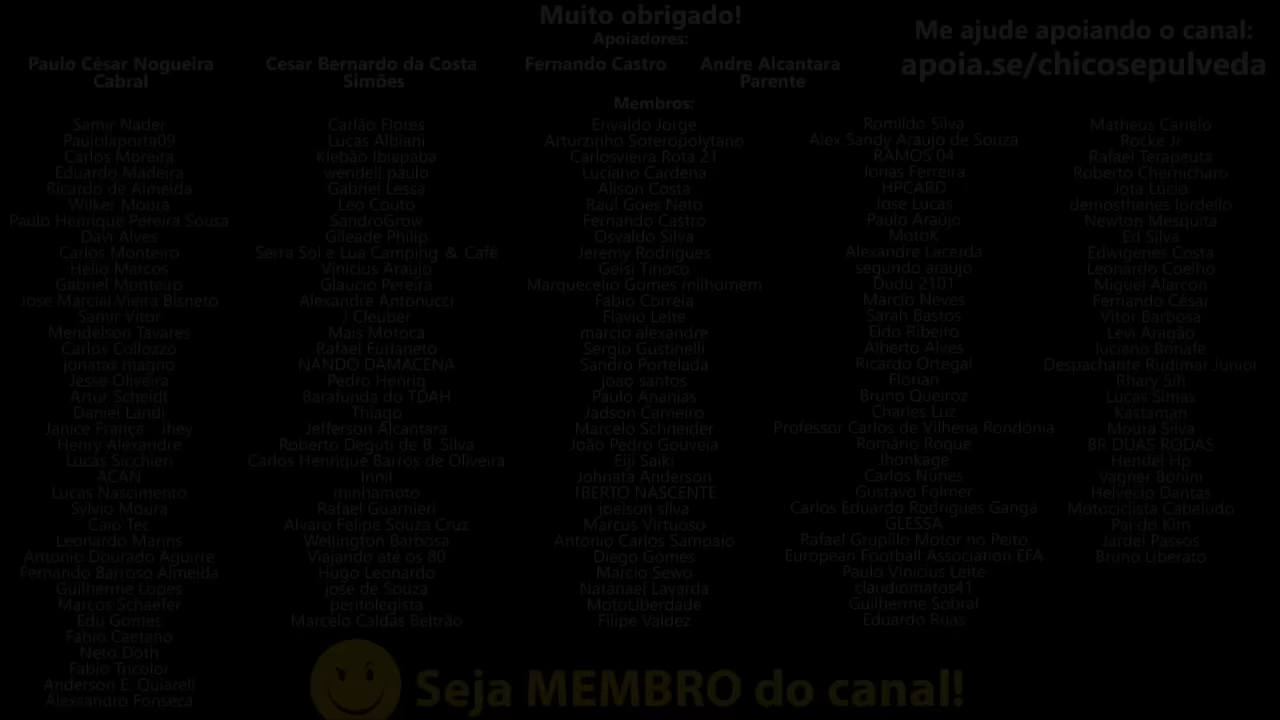 Muito obrigado!
Apoiadores:
Me ajude apoiando o canal:
apoia.se/chicosepulveda
Paulo César Nogueira
Cabral
Cesar Bernardo da Costa
Simões
Fernando Castro
Andre Alcantara
Parente
Membros:
Samir Nader
Paulolaporta09
Carlos Moreira
Eduardo Madeira
Ricardo de Almeida
Wilker Moura
Paulo Henrique Pereira Sousa
Davi Alves
Carlos Monteiro
Hélio Marcos
Gabriel Monteiro
Jose Marcial Vieira Bisneto
Samir Vitor
Mendelson Tavares
Carlos Collozzo
jonatas magno
Jesse Oliveira
Artur Scheidt
Daniel Landi
Janice França Jhey
Henry Alexandre
Lucas Sicchieri
ACAN
Lucas Nascimento
Sylvio Moura
Caio Tec
Leonardo Marins
Antonio Dourado Aguirre
Fernando Barroso Almeida
Guilherme Lopes
Marcos Schaefer
Edu Gomes
Fabio Caetano
Neto Doth
Fabio Tricolor
Anderson E. Quiarell
Alexsandro Fonseca
Carlão Flores
Lucas Albiani
Klebão Ibiapaba
wendell paulo
Gabriel Lessa
Leo Couto
SandroGrow
Gileade Philip
Serra Sol e Lua Camping & Café
Vinicius Araujo
Glaucio Pereira
Alexandre Antonucci
J Cleuber
Mais Motoca
Rafael Furlaneto
NANDO DAMACENA
Pedro Henriq
Barafunda do TDAH
Thiago
Jefferson Alcantara
Roberto Deguti de B. Silva
Carlos Henrique Barros de Oliveira
Innil
minhamoto
Rafael Guarnieri
Alvaro Felipe Souza Cruz
Wellington Barbosa
Viajando até os 80
Hugo Leonardo
jose de Souza
peritolegista
Marcelo Caldas Beltrão
Erivaldo Jorge
Arturzinho Soteropolytano
Carlosvieira Rota 21
Luciano Cardena
Alison Costa
Raul Goes Neto
Fernando Castro
Osvaldo Silva
Jeremy Rodrigues
Geisi Tinoco
Marquecelio Gomes milhomem
Fabio Correia
Flavio Leite
marcio alexandre
Sergio Gustinelli
Sandro Portelada
joao santos
Paulo Ananias
Jadson Carneiro
Marcelo Schneider
João Pedro Gouveia
Eiji Saiki
Johnata Anderson
IBERTO NASCENTE
joelson silva
Marcus Virtuoso
Antonio Carlos Sampaio
Diego Gomes
Marcio Sewo
Natanael Lavarda
MotoLiberdade
Filipe Valdez
Romildo Silva
Alex Sandy Araujo de Souza
RAMOS 04
Jonas Ferreira
HPCARD
Jose Lucas
Paulo Araújo
MotoK
Alexandre Lacerda
segundo araujo
Dudu 2101
Marcio Neves
Sarah Bastos
Eldo Ribeiro
Alberto Alves
Ricardo Ortegal
Florian
Bruno Queiroz
Charles Luz
Professor Carlos de Vilhena Rondônia
Romário Roque
Jhonkage
Carlos Nunes
Gustavo Folmer
Carlos Eduardo Rodrigues Gangá
GLESSA
Rafael Grupillo Motor no Peito
European Football Association EFA
Paulo Vinicius Leite
claudiomatos41
Guilherme Sobral
Eduardo Ruas
Matheus Canelo
Rocke Jr
Rafael Terapeuta
Roberto Chernicharo
Jota Lúcio
demosthenes lordello
Newton Mesquita
Ed Silva
Edwigenes Costa
Leonardo Coelho
Miguel Alarcon
Fernando César
Vitor Barbosa
Levi Aragão
luciano Bonafe
Despachante Rudimar Junior
Rhary Sih
Lucas Simas
Kastaman
Moura Silva
BR DUAS RODAS
Hendel Hp
Vagner Bonini
Helvecio Dantas
Motociclista Cabeludo
Pai do Kim
Jardel Passos
Bruno Liberato
Seja MEMBRO do canal!